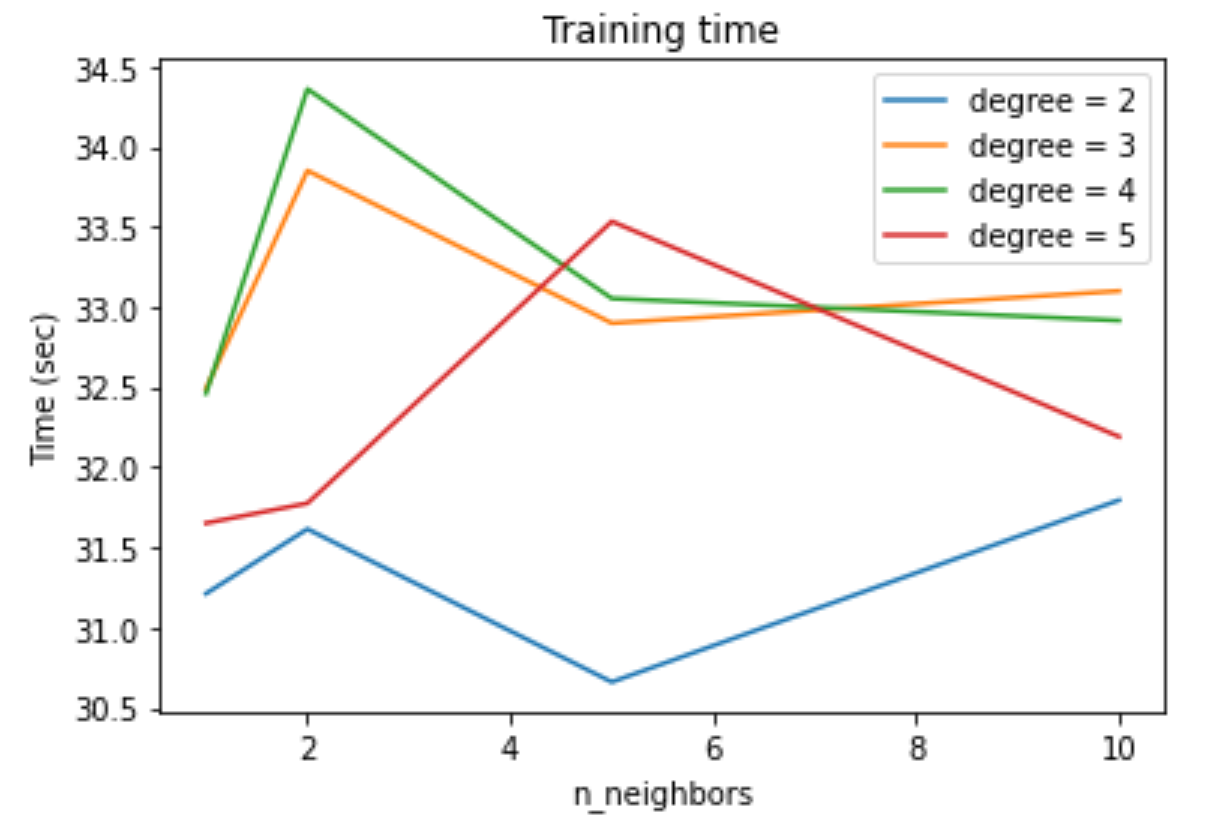 Training time
34.5
34.0
33.5
33.0
32.5
32.0
31.5
31.0
30.5
Time (sec)
degree = 2
degree = 3
degree = 4
degree = 5
2 4 6 8 10
n_neighbors